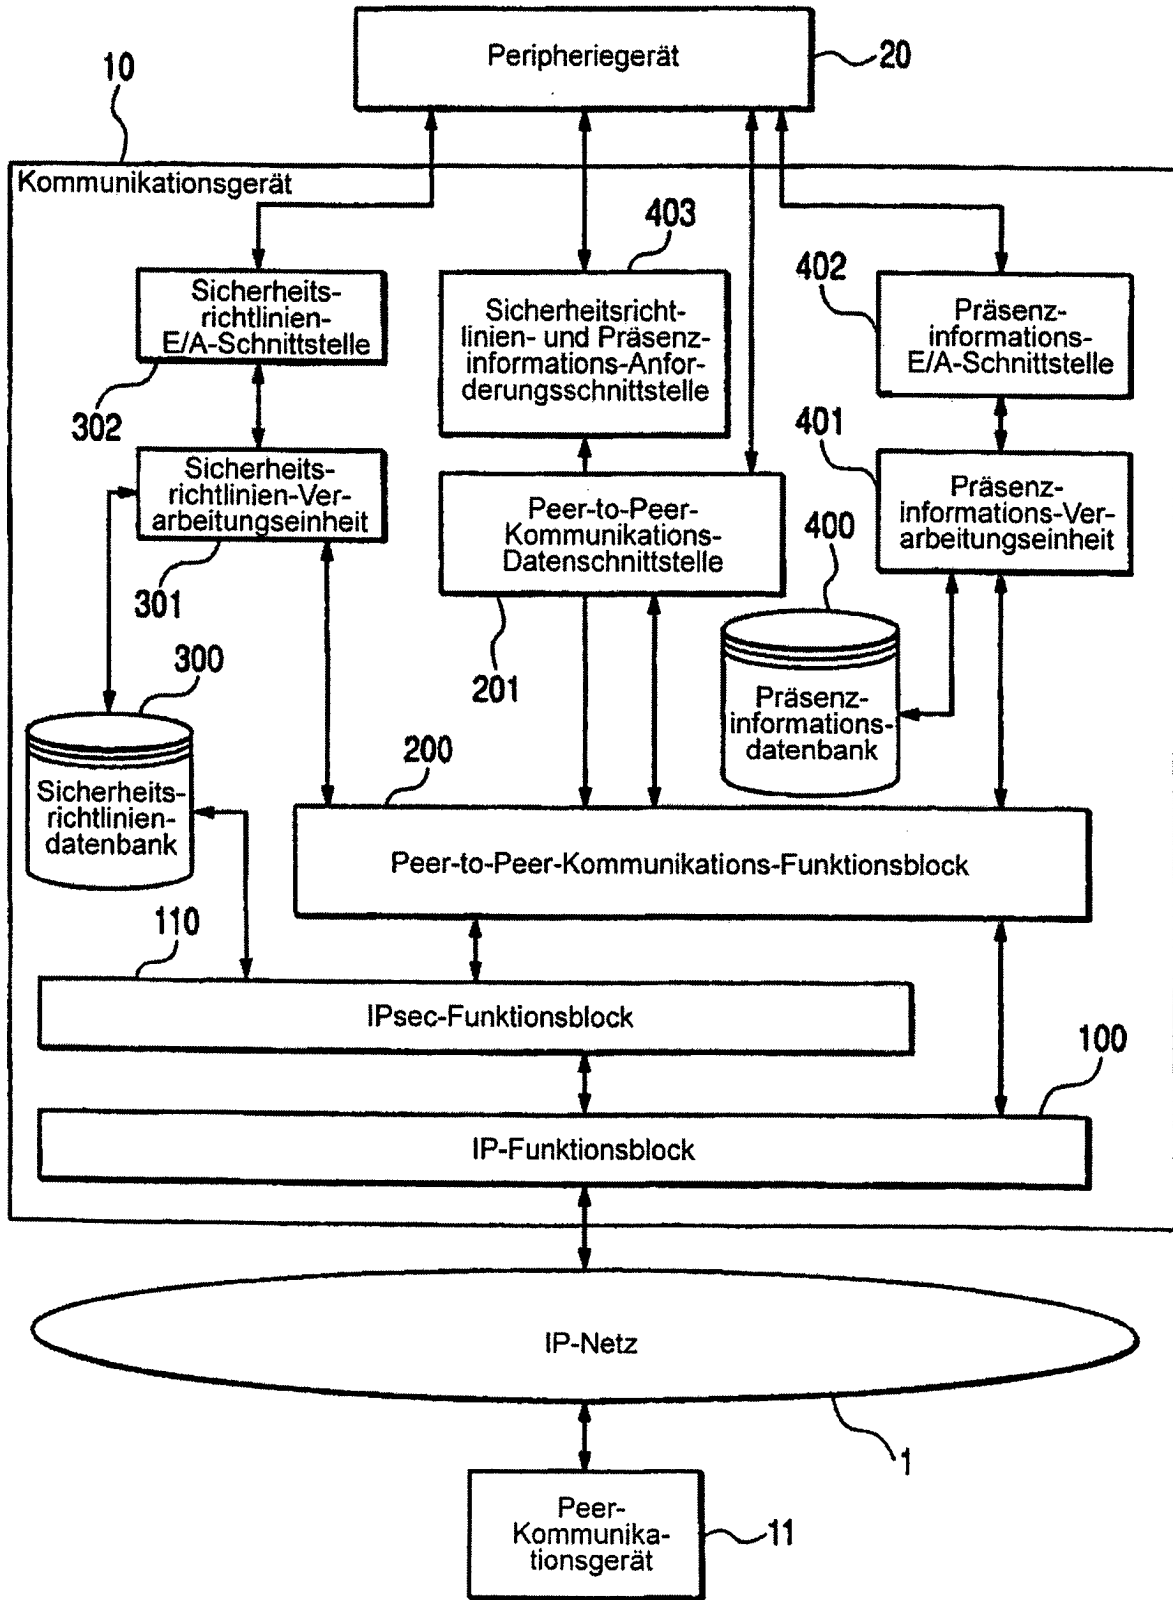 Peripheriegerät
20
10
Kommunikationsgerät
403
402
Sicherheits-
richtlinien-
E/A-Schnittstelle
302
Sicherheitsricht-
linien- und Präsenz-
informations-Anfor-
derungsschnittstelle
Präsenz-
informations-
E/A-Schnittstelle
401
Sicherheits-
richtlinien-Ver-
arbeitungseinheit
301
Peer-to-Peer-
Kommunikations-
Datenschnittstelle
201
Präsenz-
informations-Ver-
arbeitungseinheit
400
300
Präsenz-
informations-
datenbank
Sicherheits-
richtlinien-
datenbank
200
Peer-to-Peer-Kommunikations-Funktionsblock
110
IPsec-Funktionsblock
100
IP-Funktionsblock
IP-Netz
1
Peer-
Kommunika-
tionsgerät
11